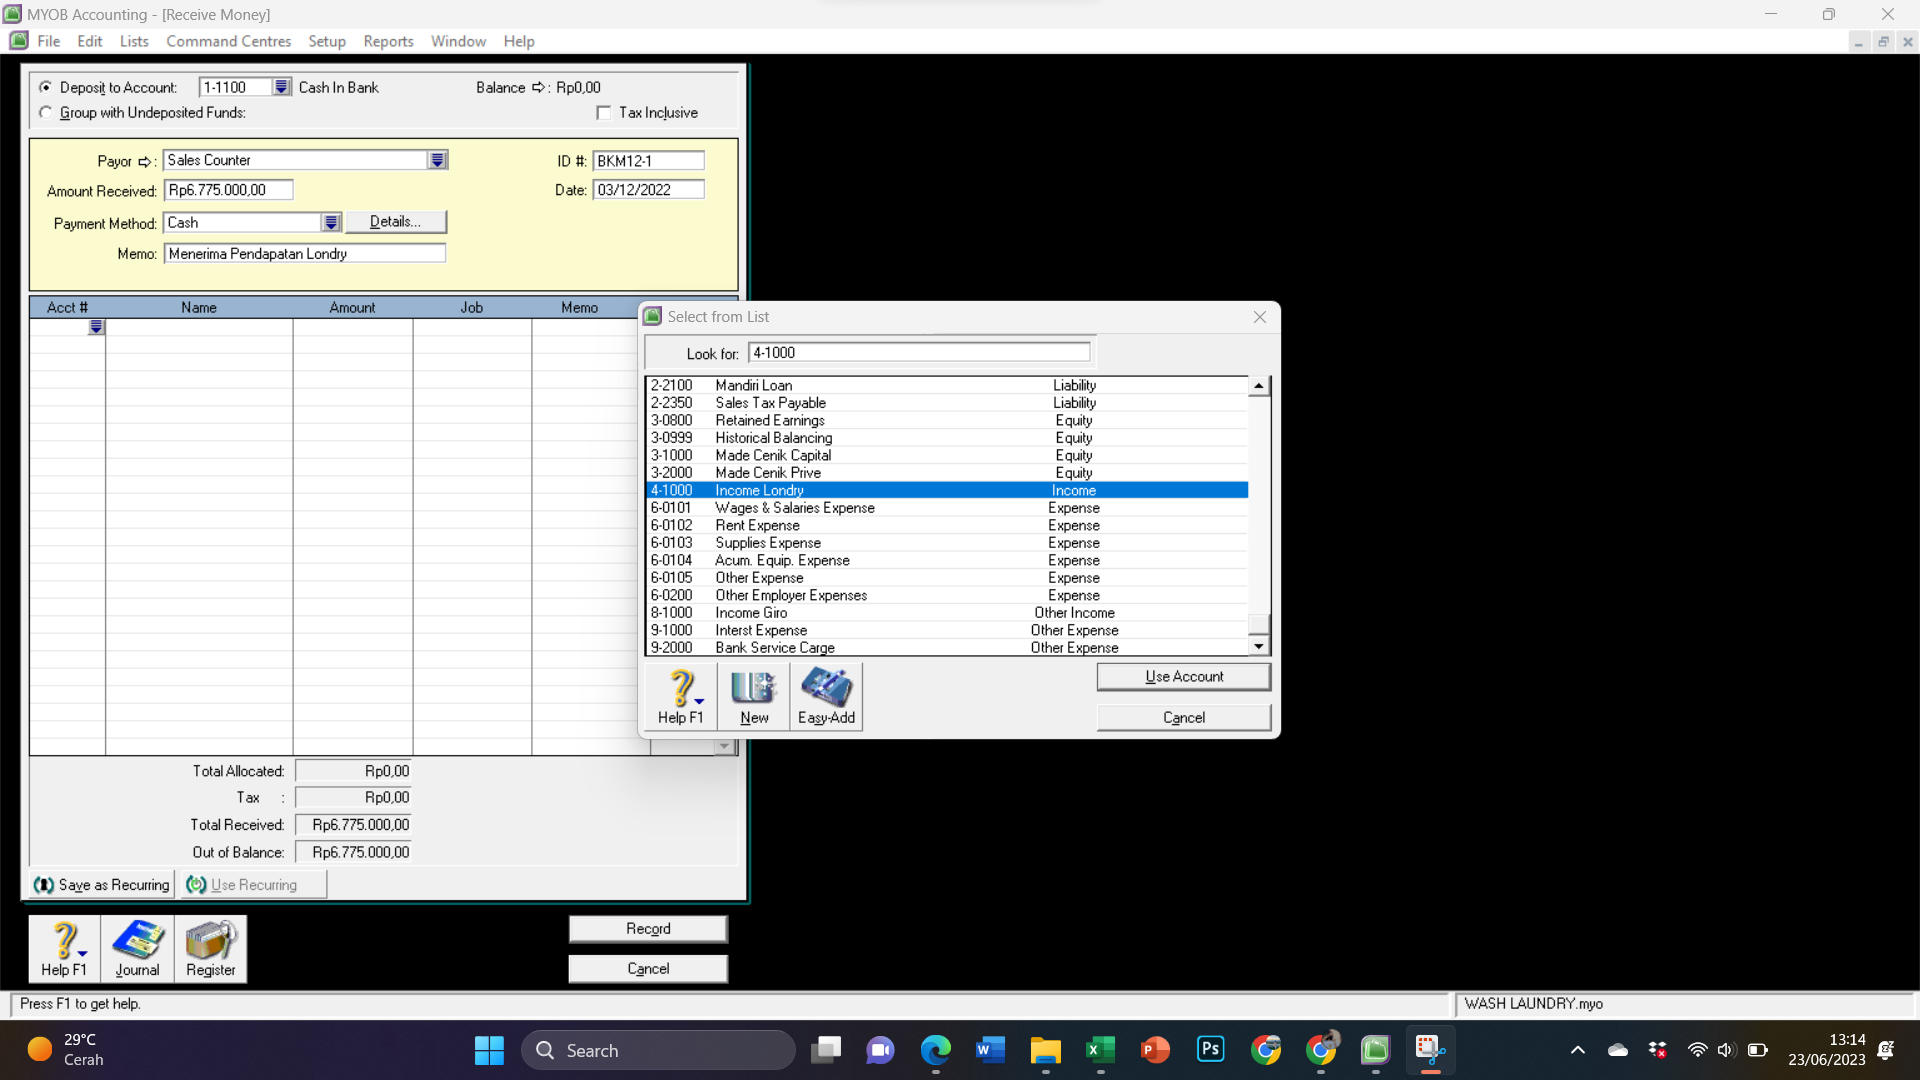 MYOB Accounting - [Receive Money]
File Edit Lists Command Centres Setup Reports Window Help
Deposit to Account: 1-1100 Cash In Bank Balance : Rp0,00
Group with Undeposited Funds: Tax Inclusive
Payor : Sales Counter ID #: BKM12-1
Amount Received: Rp6.775.000,00 Date: 03/12/2022
Payment Method: Cash Details...
Memo: Menerima Pendapatan Londry
Acct # Name Amount Job Memo
Select from List
Look for: 4-1000
2-2100 Mandiri Loan Liability
2-2350 Sales Tax Payable Liability
3-0800 Retained Earnings Equity
3-0999 Historical Balancing Equity
3-1000 Made Cenik Capital Equity
3-2000 Made Cenik Prive Equity
4-1000 Income Londry Income
6-0101 Wages & Salaries Expense Expense
6-0102 Rent Expense Expense
6-0103 Supplies Expense Expense
6-0104 Acum. Equip. Expense Expense
6-0105 Other Expense Expense
6-0200 Other Employer Expenses Expense
8-1000 Income Giro Other Income
9-1000 Interst Expense Other Expense
9-2000 Bank Service Carge Other Expense
Use Account
Help F1 New Easy-Add Cancel
Total Allocated: Rp0,00
Tax : Rp0,00
Total Received: Rp6.775.000,00
Out of Balance: Rp6.775.000,00
Save as Recurring Use Recurring
Record
Help F1 Journal Register Cancel
Press F1 to get help. WASH LAUNDRY.myo
29°C
Cerah
Search
Ps
13:14
23/06/2023